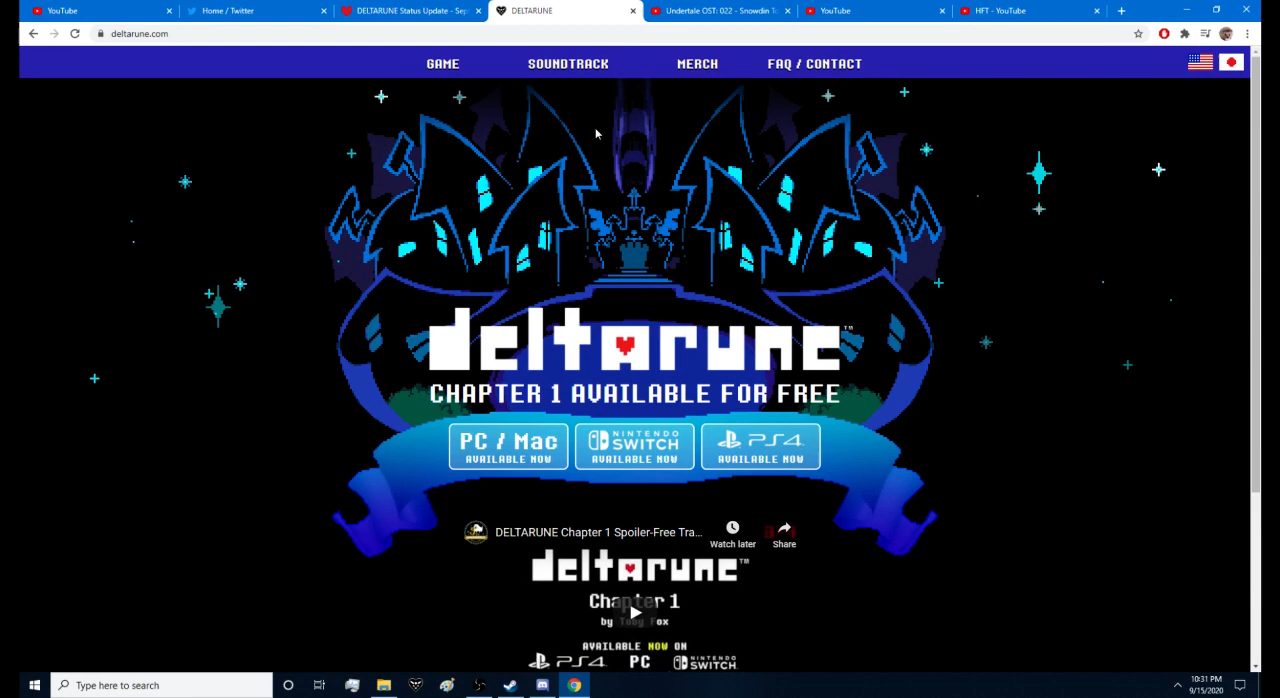 YouTube
Home / Twitter
DELTARUNE Status Update - Sep
DELTARUNE
Undertale OST: 022 - Snowdin To
YouTube
HFT - YouTube
deltarune.com
GAME
SOUNDTRACK
MERCH
FAQ / CONTACT
deltarune™
CHAPTER 1 AVAILABLE FOR FREE
PC / Mac
AVAILABLE NOW
NINTENDO
SWITCH
AVAILABLE NOW
PS4
AVAILABLE NOW
DELTARUNE Chapter 1 Spoiler-Free Tra...
Watch later
Share
deltarune™
Chapter 1
by Toby Fox
AVAILABLE NOW ON
PS4 PC NINTENDO SWITCH
Type here to search
10:31 PM
9/15/2020